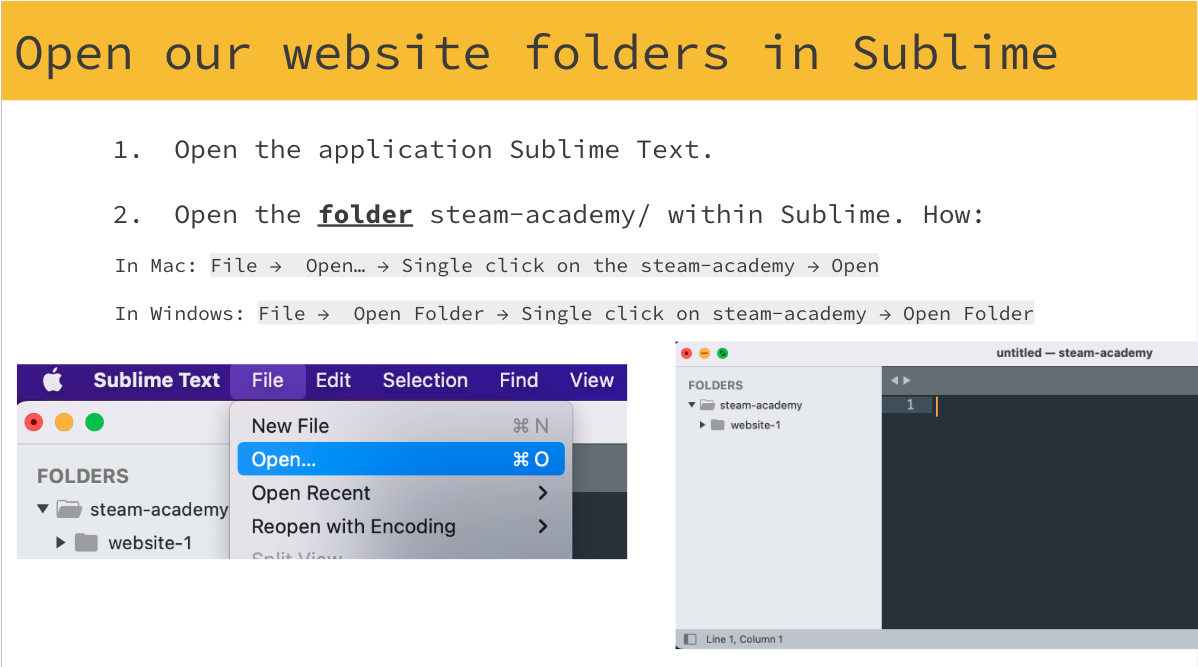 Open our website folders in Sublime
1. Open the application Sublime Text.
2. Open the folder steam-academy/ within Sublime. How:
In Mac: File → Open… → Single click on the steam-academy → Open
In Windows: File → Open Folder → Single click on steam-academy → Open Folder
Sublime Text File Edit Selection Find View
New File ⌘ N
Open... ⌘ O
Open Recent
Reopen with Encoding
Split View
FOLDERS
steam-academy
website-1
untitled — steam-academy
FOLDERS
steam-academy
website-1
1
Line 1, Column 1